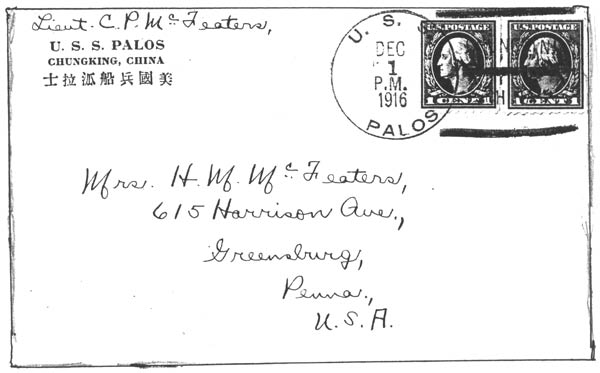 Lieut. C. P. McFeaters,
U. S. S. PALOS
CHUNGKING, CHINA
士拉泒船兵國美
U. S. S.
DEC
1
P.M.
1916
PALOS
U.S. POSTAGE
1 CENT 1
U.S. POSTAGE
1 CENT 1
Mrs. H. M. McFeaters,
615 Harrison Ave.,
Greensburg,
Penna.,
U.S.A.